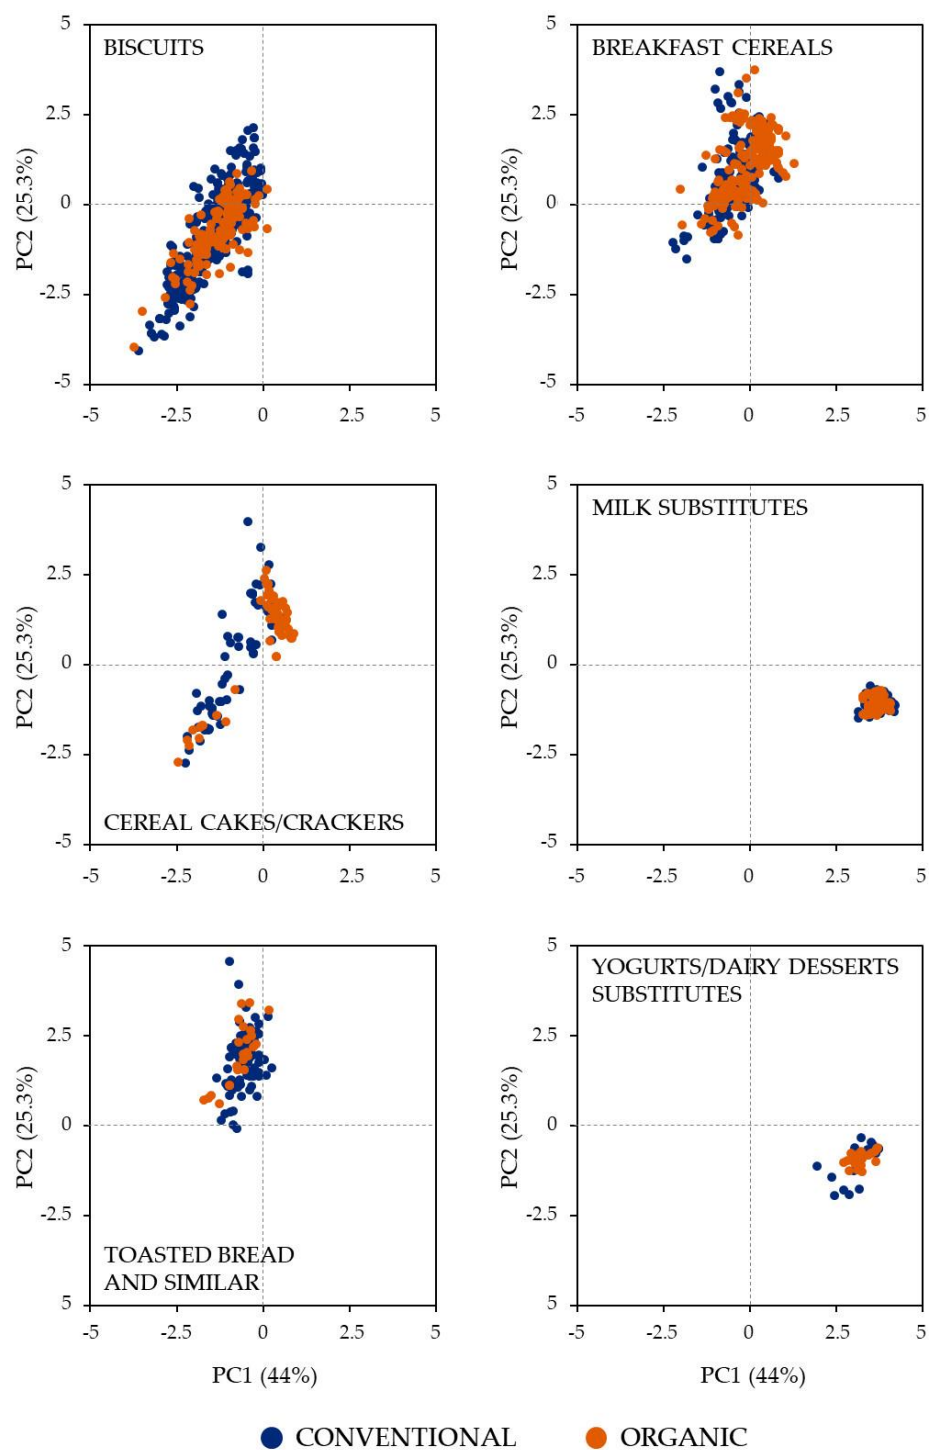 5
BISCUITS
2.5
0
-2.5
-5
PC2 (25.3%)
-5 -2.5 0 2.5 5
5
BREAKFAST CEREALS
2.5
0
-2.5
-5
PC2 (25.3%)
-5 -2.5 0 2.5 5
5
2.5
0
-2.5
-5
PC2 (25.3%)
CEREAL CAKES/CRACKERS
-5 -2.5 0 2.5 5
5
MILK SUBSTITUTES
2.5
0
-2.5
-5
PC2 (25.3%)
-5 -2.5 0 2.5 5
5
2.5
0
-2.5
5
PC2 (25.3%)
TOASTED BREAD
AND SIMILAR
-5 -2.5 0 2.5 5
PC1 (44%)
5
YOGURTS/DAIRY DESSERTS
SUBSTITUTES
2.5
0
-2.5
5
PC2 (25.3%)
-5 -2.5 0 2.5 5
PC1 (44%)
CONVENTIONAL ORGANIC